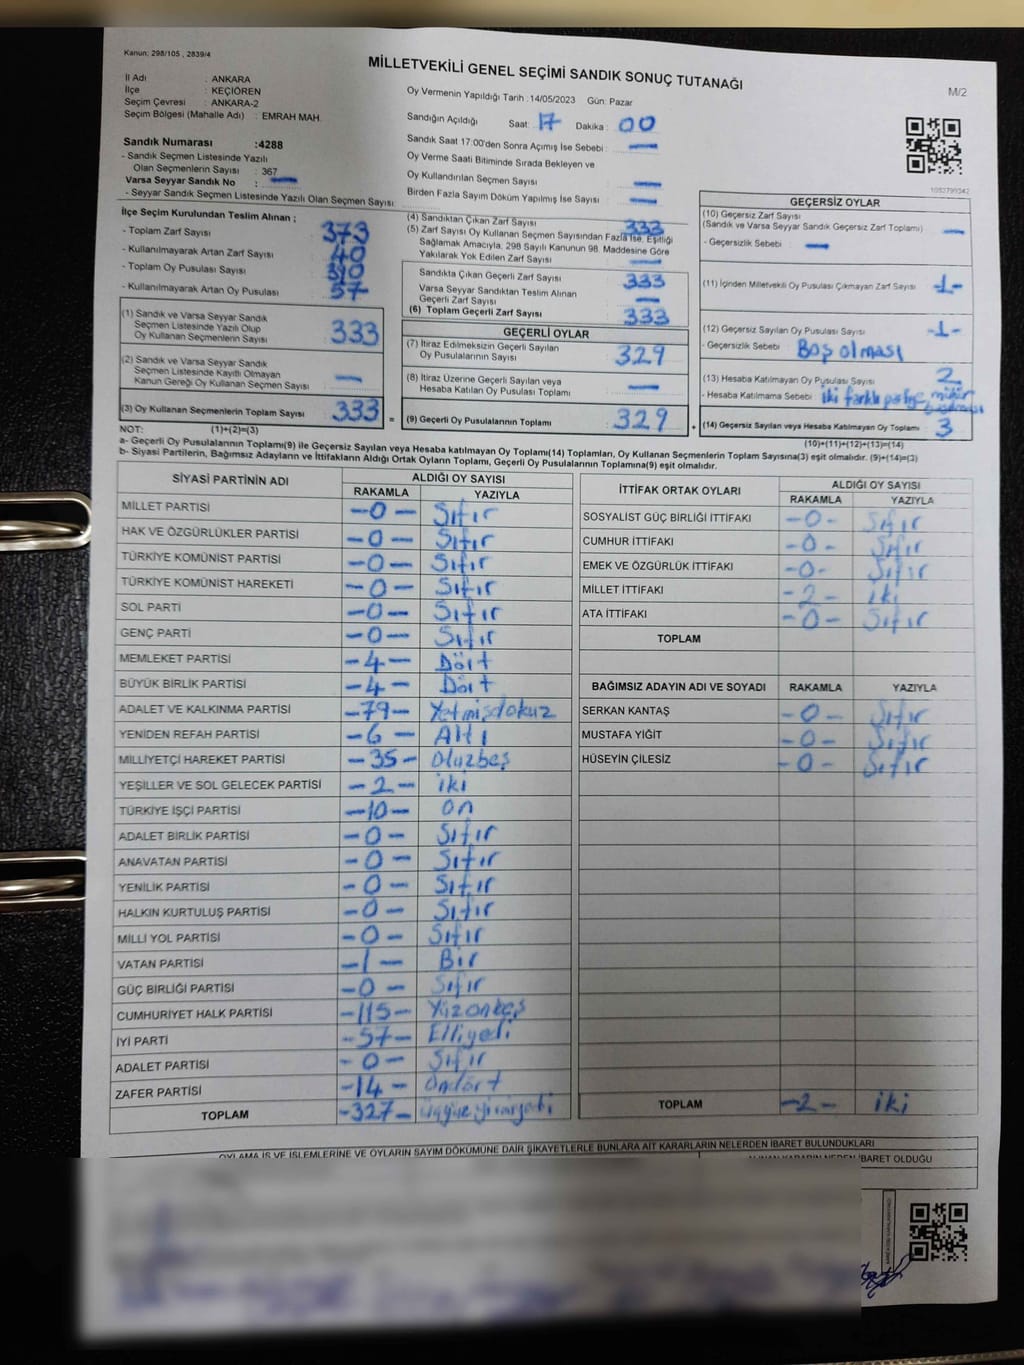 Kanun: 298/105 , 2839/4
MİLLETVEKİLİ GENEL SEÇİMİ SANDIK SONUÇ TUTANAĞI
M/2
İl Adı : ANKARA
İlçe : KEÇİÖREN
Seçim Çevresi : ANKARA-2
Seçim Bölgesi (Mahalle Adı) : EMRAH MAH.
Sandık Numarası :4288
- Sandık Seçmen Listesinde Yazılı
Olan Seçmenlerin Sayısı : 367
Varsa Seyyar Sandık No : —
- Seyyar Sandık Seçmen Listesinde Yazılı Olan Seçmen Sayısı
Oy Vermenin Yapıldığı Tarih :14/05/2023 Gün: Pazar
Sandığın Açıldığı Saat: 17 Dakika : 00
Sandık Saat 17:00'den Sonra Açımış İse Sebebi : —
Oy Verme Saati Bitiminde Sırada Bekleyen ve
Oy Kullandırılan Seçmen Sayısı : —
Birden Fazla Sayım Döküm Yapılmış İse Sayısı : —
İlçe Seçim Kurulundan Teslim Alınan ;
- Toplam Zarf Sayısı : 373
- Kullanılmayarak Artan Zarf Sayısı : 40
- Toplam Oy Pusulası Sayısı :
- Kullanılmayarak Artan Oy Pusulası : 57
(1) Sandık ve Varsa Seyyar Sandık
Seçmen Listesinde Yazılı Olup
Oy Kullanan Seçmenlerin Sayısı : 333
(2) Sandık ve Varsa Seyyar Sandık
Seçmen Listesinde Kayıtlı Olmayan
Kanun Gereği Oy Kullanan Seçmen Sayısı : —
(3) Oy Kullanan Seçmenlerin Toplam Sayısı : 333 =
NOT: (1)+(2)=(3)
(4) Sandıktan Çıkan Zarf Sayısı : 333
(5) Zarf Sayısı Oy Kullanan Seçmen Sayısından Fazla İse, Eşitliği
Sağlamak Amacıyla, 298 Sayılı Kanunun 98. Maddesine Göre
Yakılarak Yok Edilen Zarf Sayısı : —
Sandıkta Çıkan Geçerli Zarf Sayısı : 333
Varsa Seyyar Sandıktan Teslim Alınan
Geçerli Zarf Sayısı : —
(6) Toplam Geçerli Zarf Sayısı : 333
GEÇERLİ OYLAR
(7) İtiraz Edilmeksizin Geçerli Sayılan
Oy Pusulalarının Sayısı : 329
(8) İtiraz Üzerine Geçerli Sayılan veya
Hesaba Katılan Oy Pusulası Toplamı : —
(9) Geçerli Oy Pusulalarının Toplamı : 329 +
1092799342
GEÇERSİZ OYLAR
(10) Geçersiz Zarf Sayısı
(Sandık ve Varsa Seyyar Sandık Geçersiz Zarf Toplamı) : —
- Geçersizlik Sebebi : —
(11) İçinden Milletvekili Oy Pusulası Çıkmayan Zarf Sayısı : -1-
(12) Geçersiz Sayılan Oy Pusulası Sayısı : -1-
- Geçersizlik Sebebi : Boş olması
(13) Hesaba Katılmayan Oy Pusulası Sayısı : 2
- Hesaba Katılmama Sebebi : iki farklı partiye mühür
(14) Geçersiz Sayılan veya Hesaba Katılmayan Oy Toplamı : 3
(10)+(11)+(12)+(13)=(14)
a- Geçerli Oy Pusulalarının Toplamı(9) ile Geçersiz Sayılan veya Hesaba katılmayan Oy Toplamı(14) Toplamları, Oy Kullanan Seçmenlerin Toplam Sayısına(3) eşit olmalıdır. (9)+(14)=(3)
b- Siyasi Partilerin, Bağımsız Adayların ve İttifakların Aldığı Ortak Oyların Toplamı, Geçerli Oy Pusulalarının Toplamına(9) eşit olmalıdır.
SİYASİ PARTİNİN ADI ALDIĞI OY SAYISI
RAKAMLA YAZIYLA
MİLLET PARTİSİ -0- Sıfır
HAK VE ÖZGÜRLÜKLER PARTİSİ -0- Sıfır
TÜRKİYE KOMÜNİST PARTİSİ -0- Sıfır
TÜRKİYE KOMÜNİST HAREKETİ -0- Sıfır
SOL PARTİ -0- Sıfır
GENÇ PARTİ -0- Sıfır
MEMLEKET PARTİSİ -4- Dört
BÜYÜK BİRLİK PARTİSİ -4- Dört
ADALET VE KALKINMA PARTİSİ -79- Yetmişdokuz
YENİDEN REFAH PARTİSİ -6- Altı
MİLLİYETÇİ HAREKET PARTİSİ -35- Otuzbeş
YEŞİLLER VE SOL GELECEK PARTİSİ -2- iki
TÜRKİYE İŞÇİ PARTİSİ -10- on
ADALET BİRLİK PARTİSİ -0- Sıfır
ANAVATAN PARTİSİ -0- Sıfır
YENİLİK PARTİSİ -0- Sıfır
HALKIN KURTULUŞ PARTİSİ -0- Sıfır
MİLLİ YOL PARTİSİ -0- Sıfır
VATAN PARTİSİ -1- Bir
GÜÇ BİRLİĞİ PARTİSİ -0- Sıfır
CUMHURİYET HALK PARTİSİ -115- Yüzonbeş
İYİ PARTİ -57- Elliyedi
ADALET PARTİSİ -0- Sıfır
ZAFER PARTİSİ -14- Ondört
TOPLAM -327- üçyüzyirmiyedi
İTTİFAK ORTAK OYLARI ALDIĞI OY SAYISI
RAKAMLA YAZIYLA
SOSYALİST GÜÇ BİRLİĞİ İTTİFAKI -0- Sıfır
CUMHUR İTTİFAKI -0- Sıfır
EMEK VE ÖZGÜRLÜK İTTİFAKI -0- Sıfır
MİLLET İTTİFAKI -2- iki
ATA İTTİFAKI -0- Sıfır
TOPLAM
BAĞIMSIZ ADAYIN ADI VE SOYADI RAKAMLA YAZIYLA
SERKAN KANTAŞ -0- Sıfır
MUSTAFA YİĞİT -0- Sıfır
HÜSEYİN ÇİLESİZ -0- Sıfır
TOPLAM -2- iki
OYLAMA İŞ VE İŞLEMLERİNE VE OYLARIN SAYIM DÖKÜMÜNE DAİR ŞİKAYETLERLE BUNLARA AİT KARARLARIN NELERDEN İBARET BULUNDUKLARI
ALINAN KARARIN NEDEN İBARET OLDUĞU